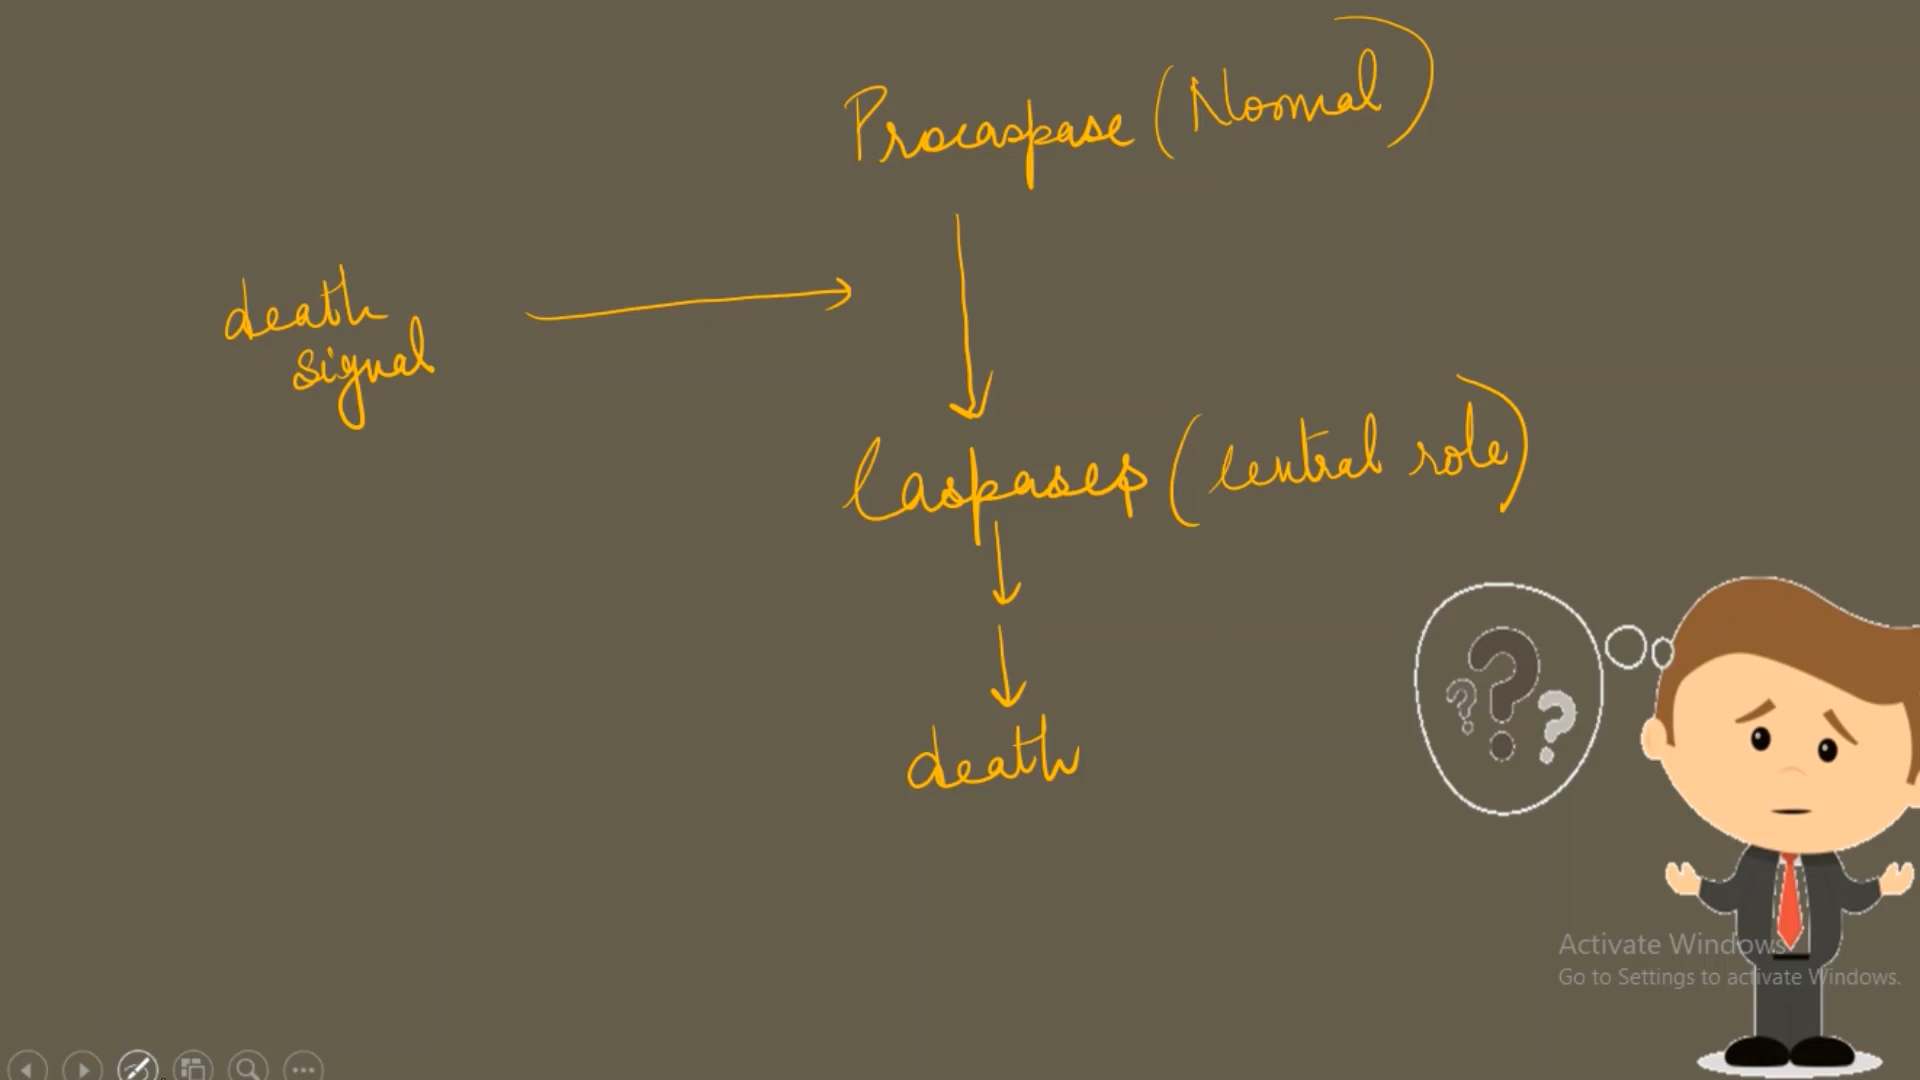 Procaspase (Normal)
death
signal
Caspases (central role)
death
? ? ?
Activate Windows
Go to Settings to activate Windows.